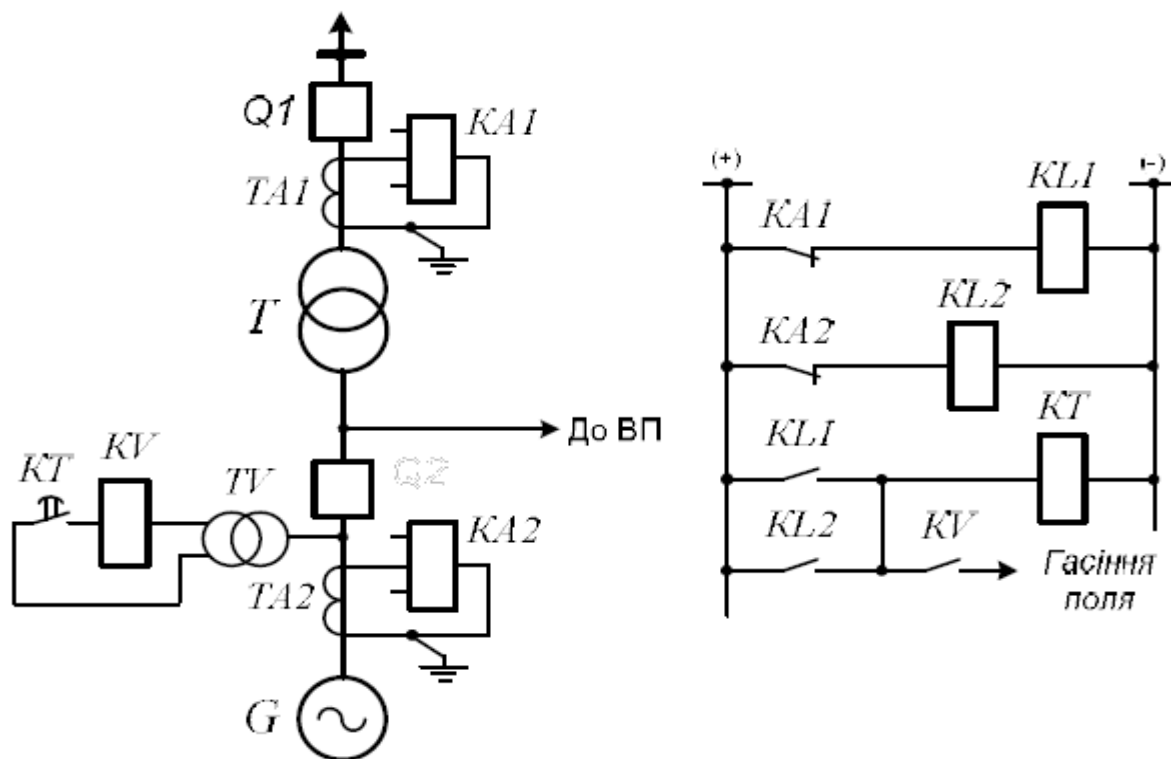 Q1
KA1
TA1
T
До ВП
Q2
KT
KV
TV
KA2
TA2
G
(+)
(–)
KA1
KL1
KA2
KL2
KL1
KT
KL2
KV
Гасіння
поля